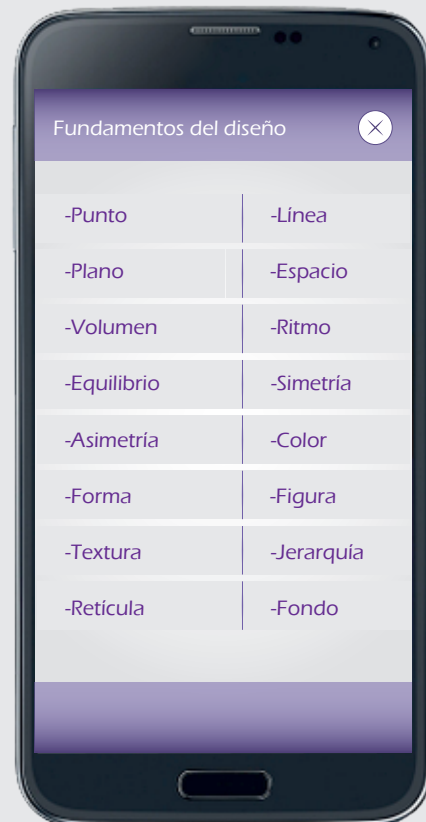 Fundamentos del diseño
-Punto -Línea
-Plano -Espacio
-Volumen -Ritmo
-Equilibrio -Simetría
-Asimetría -Color
-Forma -Figura
-Textura -Jerarquía
-Retícula -Fondo